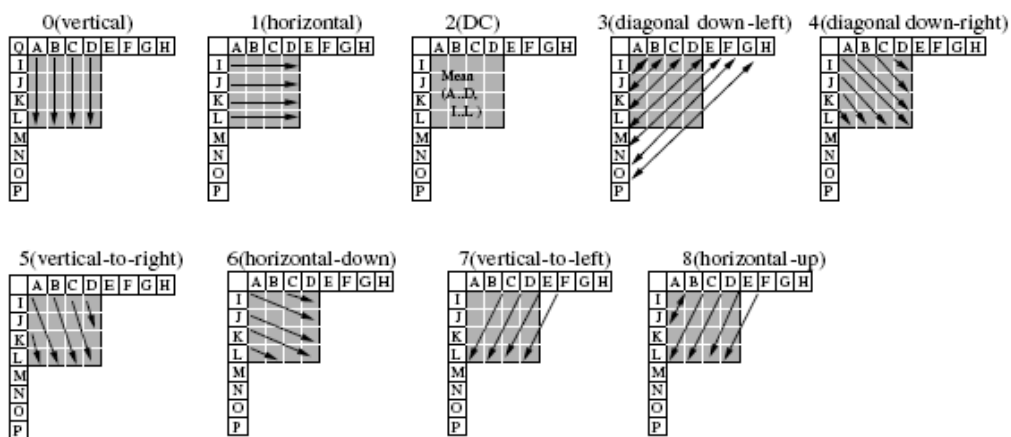 0(vertical)
Q A B C D E F G H
I
J
K
L
M
N
O
P
1(horizontal)
A B C D E F G H
I
J
K
L
M
N
O
P
2(DC)
A B C D E F G H
I
J
K
L
M
N
O
P
Mean
(A..D,
I..L )
3(diagonal down-left)
A B C D E F G H
I
J
K
L
M
N
O
P
4(diagonal down-right)
A B C D E F G H
I
J
K
L
M
N
O
P
5(vertical-to-right)
A B C D E F G H
I
J
K
L
M
N
O
P
6(horizontal-down)
A B C D E F G H
I
J
K
L
M
N
O
P
7(vertical-to-left)
A B C D E F G H
I
J
K
L
M
N
O
P
8(horizontal-up)
A B C D E F G H
I
J
K
L
M
N
O
P